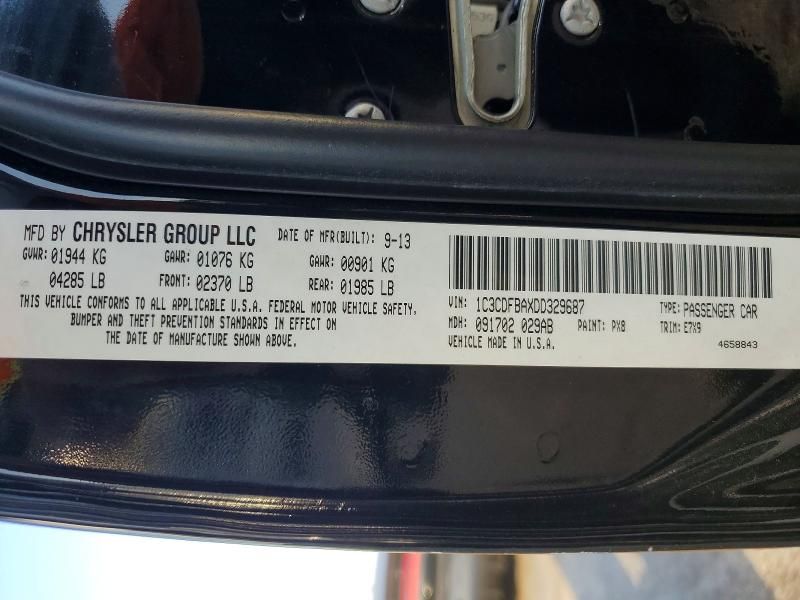 MFD BY CHRYSLER GROUP LLC DATE OF MFR(BUILT): 9-13
GVWR: 01944 KG GAWR: 01076 KG GAWR: 00901 KG
04285 LB FRONT: 02370 LB REAR: 01985 LB
THIS VEHICLE CONFORMS TO ALL APPLICABLE U.S.A. FEDERAL MOTOR VEHICLE SAFETY,
BUMPER AND THEFT PREVENTION STANDARDS IN EFFECT ON
THE DATE OF MANUFACTURE SHOWN ABOVE.
VIN: 1C3CDFBAXDD329687 TYPE: PASSENGER CAR
MDH: 091702 029AB PAINT: PX8 TRIM: E7X9
VEHICLE MADE IN U.S.A. 4658843